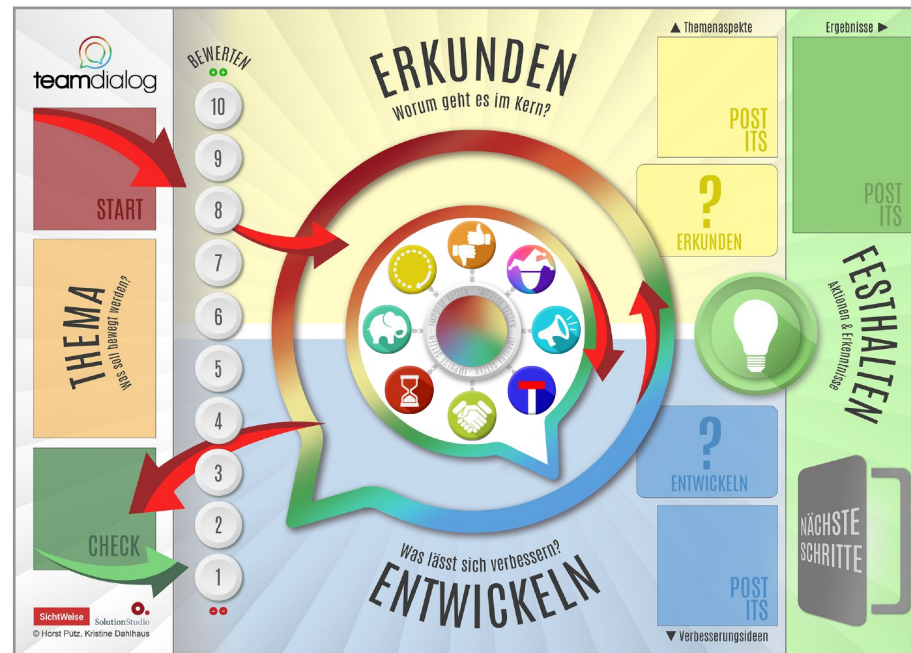 teamdialog
START
THEMA
Was soll bewegt werden?
CHECK
SichtWeise
SolutionStudio
© Horst Pütz, Kristine Dahlhaus
BEWERTEN
10
9
8
7
6
5
4
3
2
1
ERKUNDEN
Worum geht es im Kern?
Was lässt sich verbessern?
ENTWICKELN
▲ Themenaspekte
POST
ITS
?
ERKUNDEN
?
ENTWICKELN
POST
ITS
▼ Verbesserungsideen
Ergebnisse ►
POST
ITS
FESTHALTEN
Aktionen & Erkenntnisse
NÄCHSTE
SCHRITTE